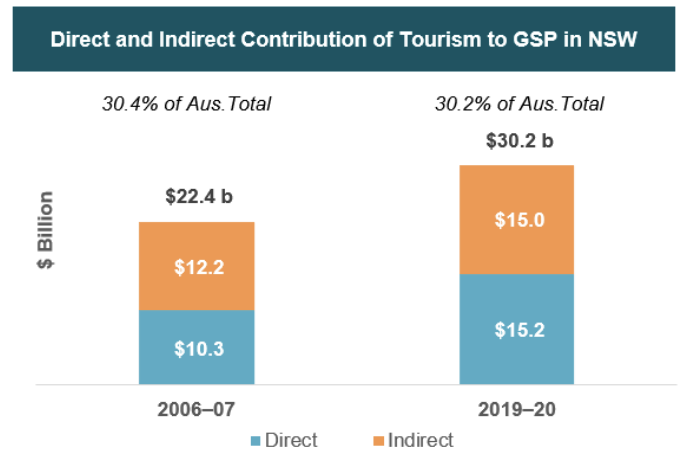 Direct and Indirect Contribution of Tourism to GSP in NSW
30.4% of Aus.Total
30.2% of Aus.Total
$30.2 b
$22.4 b
$ Billion
$15.0
$12.2
$15.2
$10.3
2006–07
2019–20
Direct
Indirect